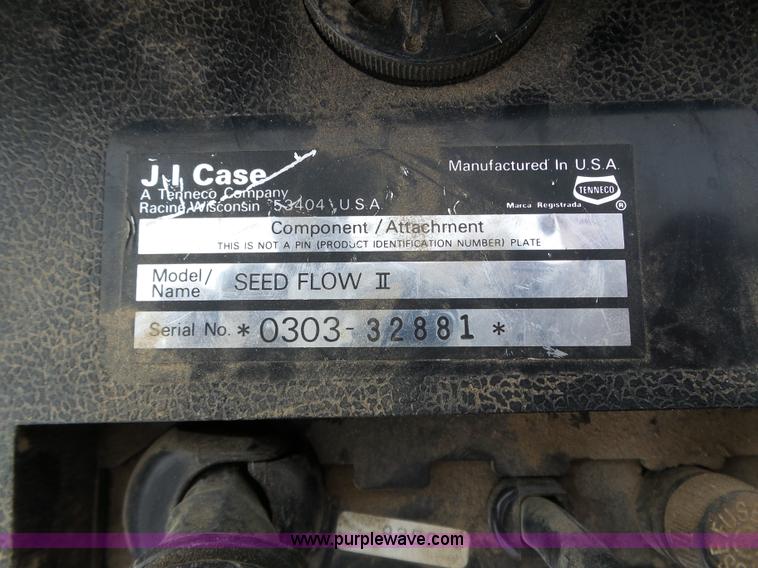 J I Case
A Tenneco Company
Racing, Wisconsin 53404 U.S.A.
Manufactured In U.S.A.
TENNECO
Marca Registrada ®
Component / Attachment
THIS IS NOT A PIN (PRODUCT IDENTIFICATION NUMBER) PLATE
Model/
Name SEED FLOW II
Serial No. * 0303-32881 *
www.purplewave.com